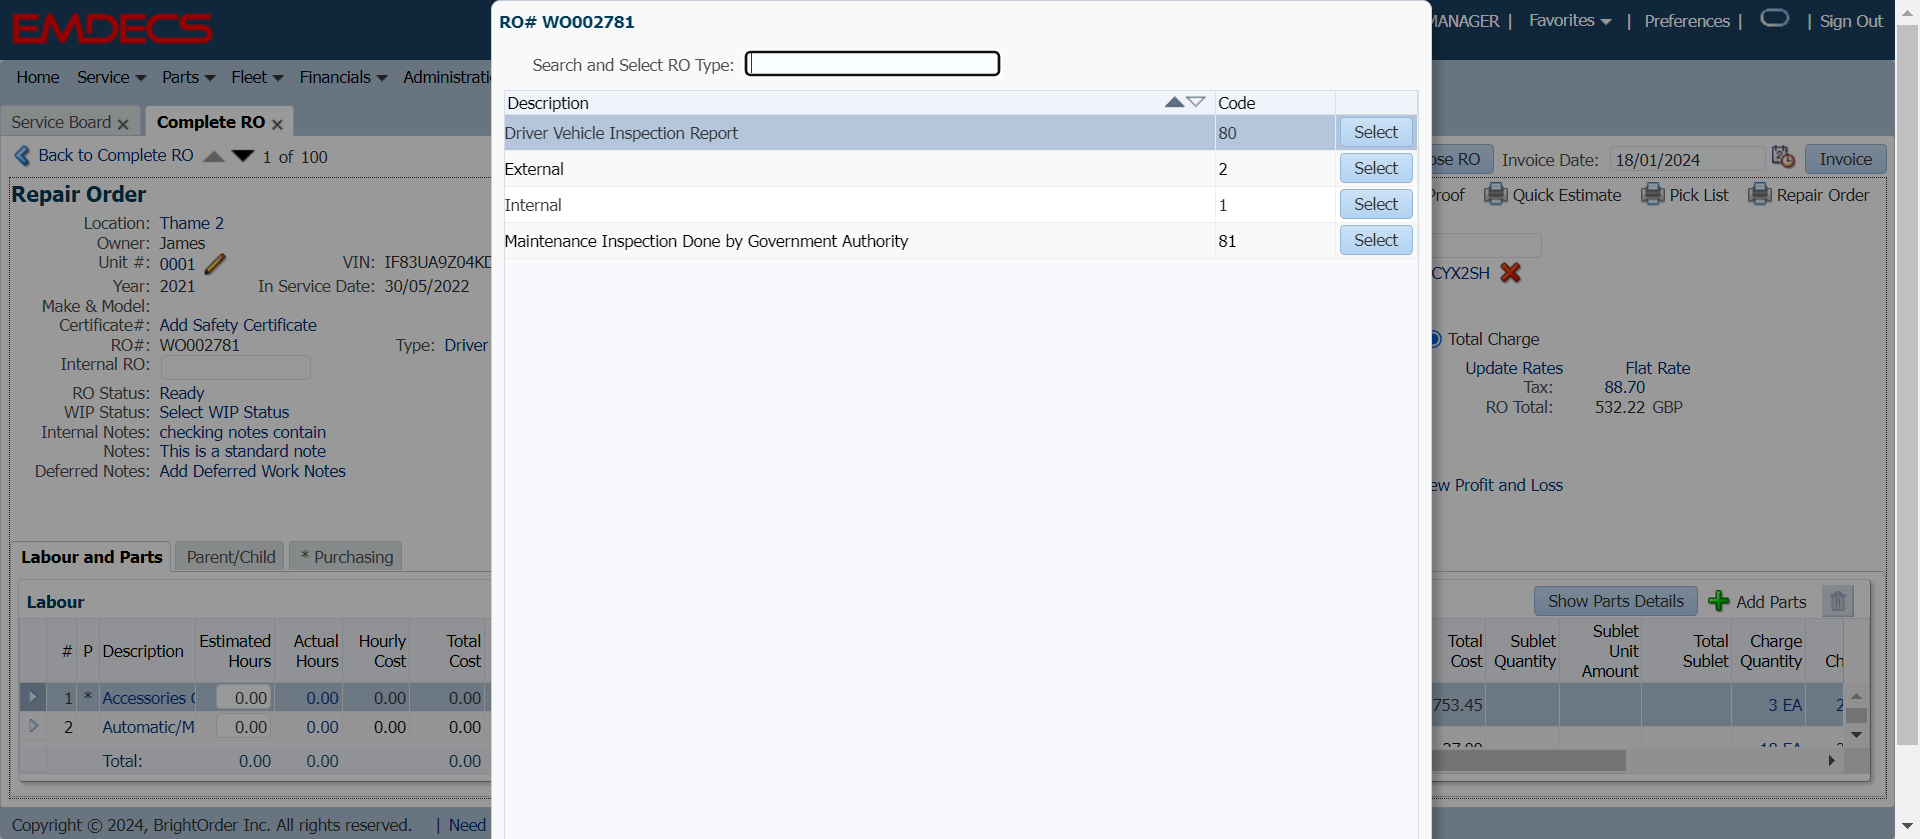 EMDECS
MANAGER | Favorites | Preferences | | Sign Out
Home Service Parts Fleet Financials Administrati
Service Board Complete RO
Back to Complete RO 1 of 100
ose RO Invoice Date: 18/01/2024 Invoice
Proof Quick Estimate Pick List Repair Order
Repair Order
Location: Thame 2
Owner: James
Unit #: 0001 VIN: IF83UA9Z04KD
Year: 2021 In Service Date: 30/05/2022
Make & Model:
Certificate#: Add Safety Certificate
RO#: WO002781 Type: Driver
Internal RO:
RO Status: Ready
WIP Status: Select WIP Status
Internal Notes: checking notes contain
Notes: This is a standard note
Deferred Notes: Add Deferred Work Notes
RO# WO002781
Search and Select RO Type:
Description Code
Driver Vehicle Inspection Report 80 Select
External 2 Select
Internal 1 Select
Maintenance Inspection Done by Government Authority 81 Select
CYX2SH
Total Charge
Update Rates Flat Rate
Tax: 88.70
RO Total: 532.22 GBP
ew Profit and Loss
Labour and Parts Parent/Child * Purchasing
Labour
# P Description Estimated Hours Actual Hours Hourly Cost Total Cost
1 * Accessories 0.00 0.00 0.00 0.00
2 Automatic/M 0.00 0.00 0.00 0.00
Total: 0.00 0.00 0.00
Show Parts Details Add Parts
Total Cost Sublet Quantity Sublet Unit Amount Total Sublet Charge Quantity Ch
753.45 3 EA 2
Copyright © 2024, BrightOrder Inc. All rights reserved. | Need